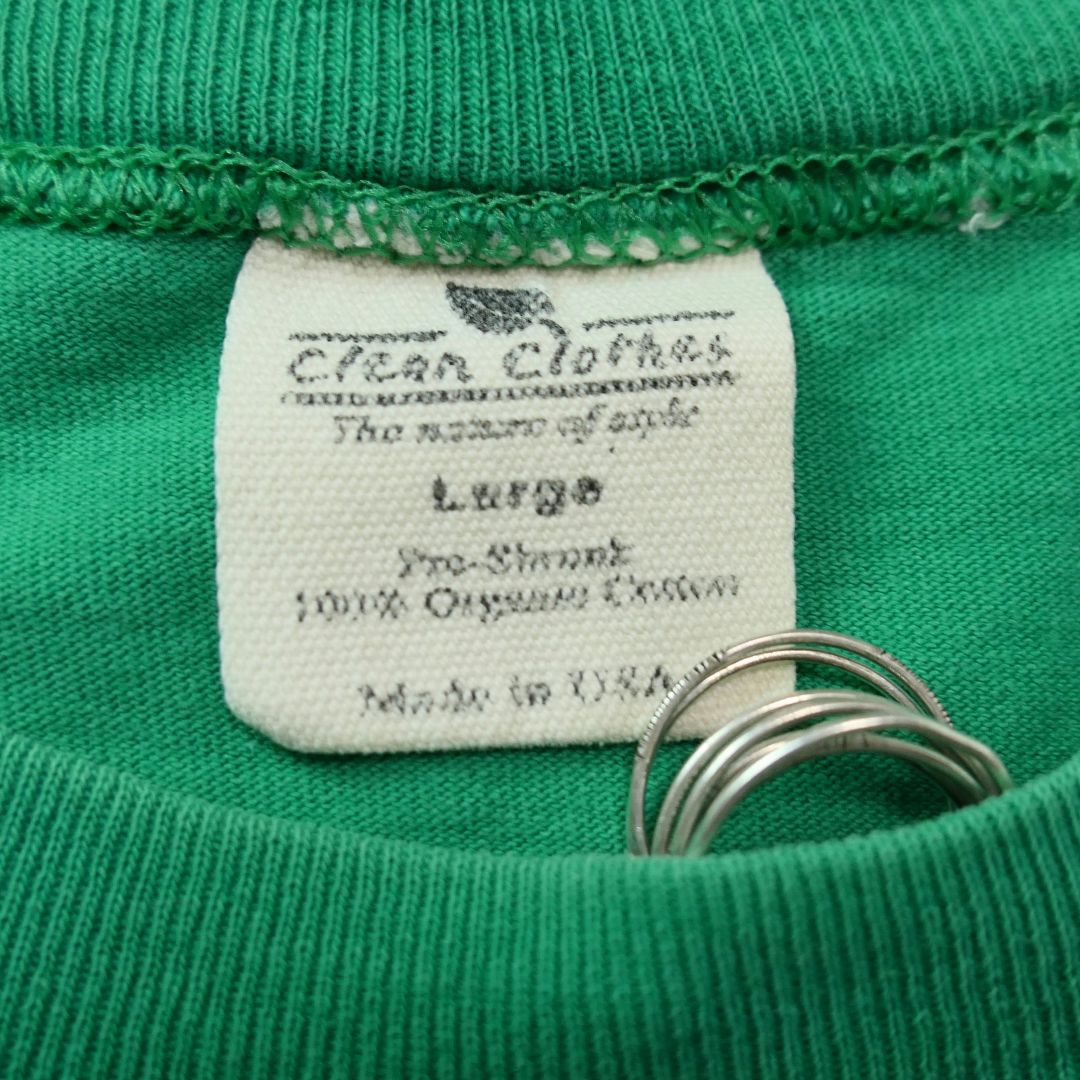 Clean Clothes
The nature of style
Large
Pre-Shrunk
100% Organic Cotton
Made in USA